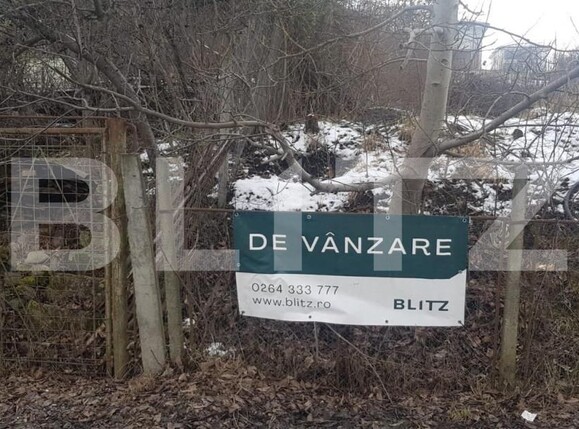 BLITZ
DE VÂNZARE
0264 333 777
www.blitz.ro
BLITZ